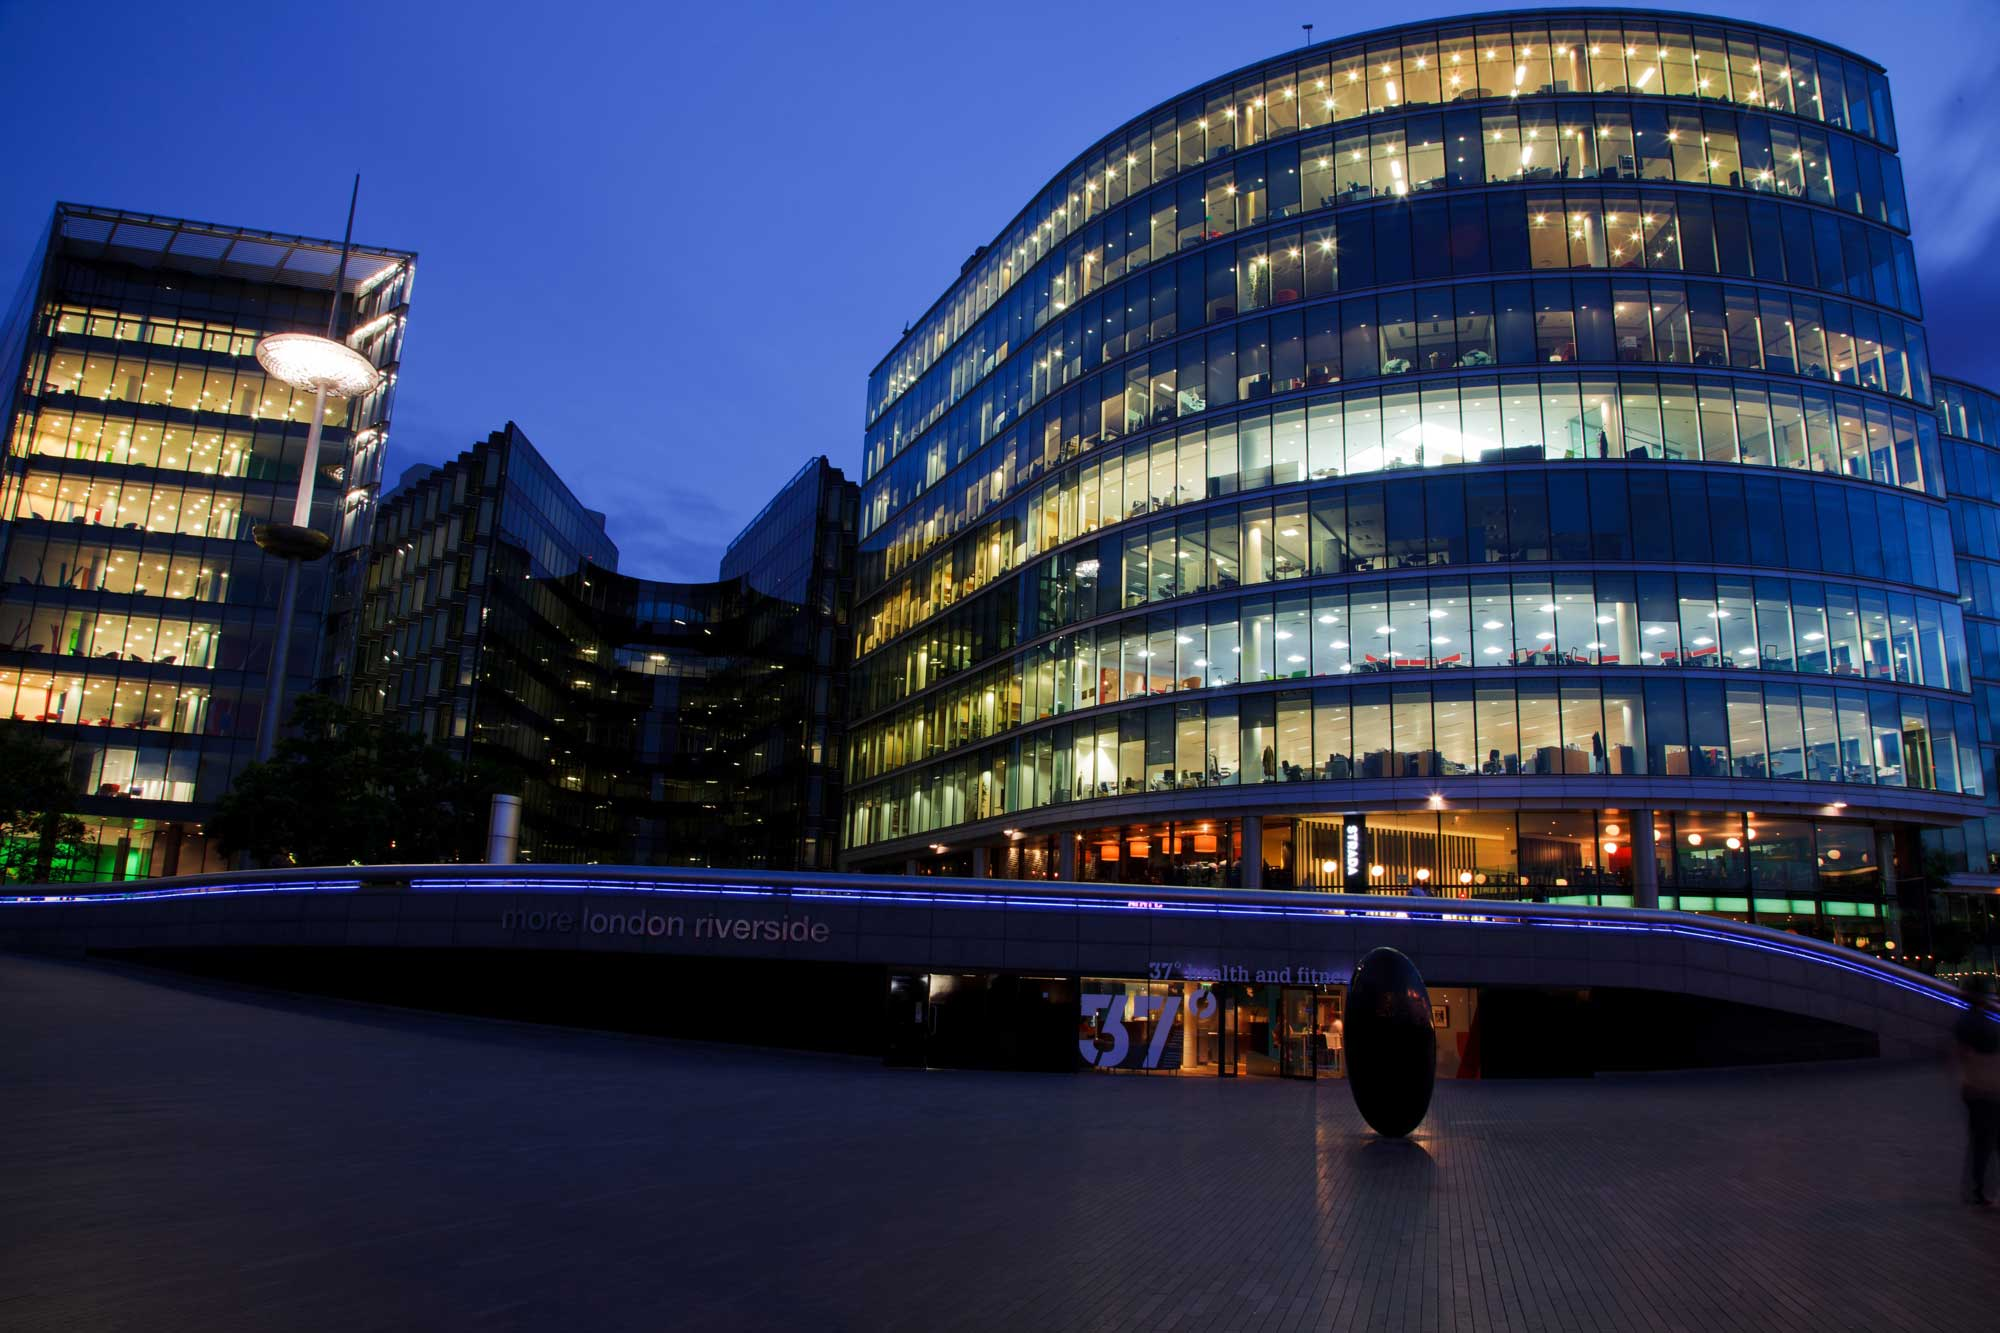 STRADA
more london riverside
37° health and fitness
37°